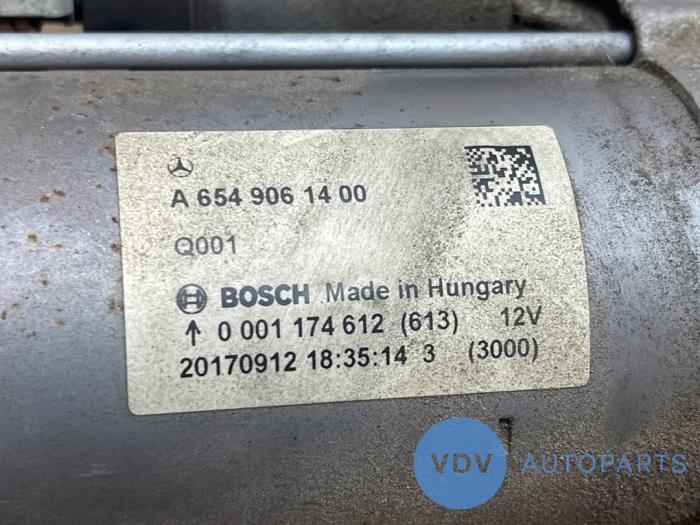 A 654 906 14 00
Q001
BOSCH Made in Hungary
↑ 0 001 174 612 (613) 12V
20170912 18:35:14 3 (3000)
VDV AUTOPARTS